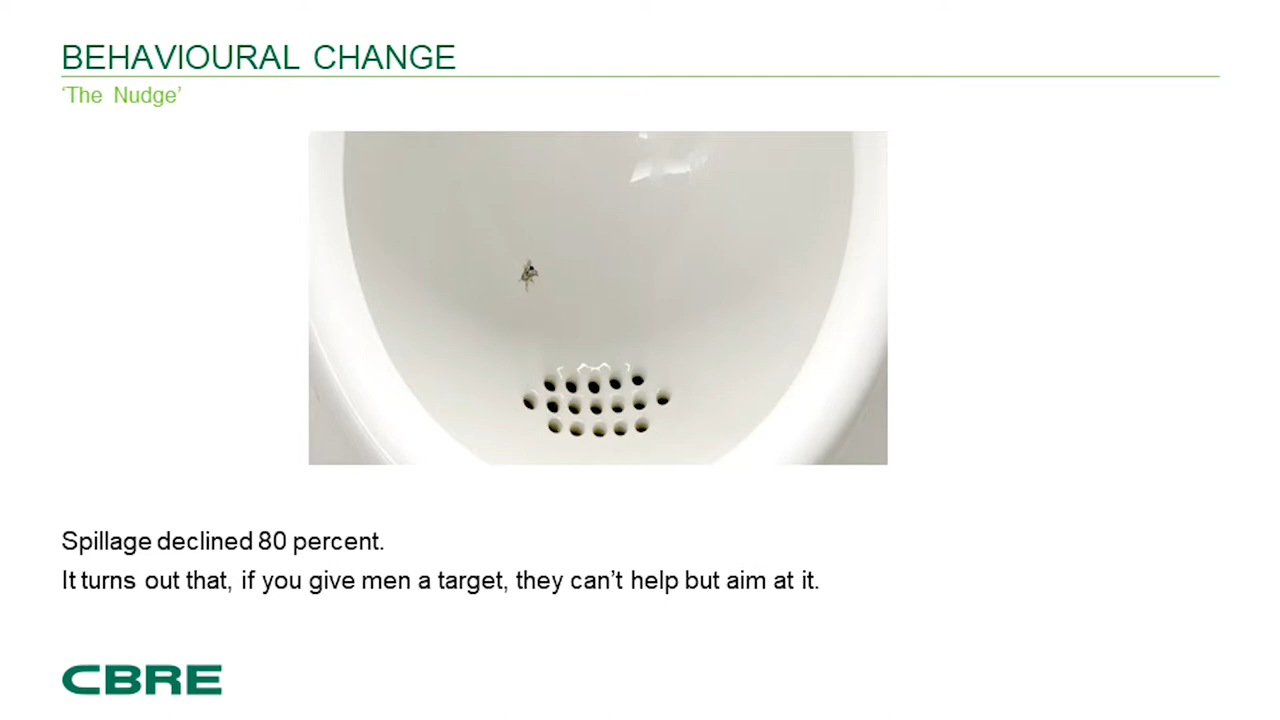 BEHAVIOURAL CHANGE
‘The Nudge’
Spillage declined 80 percent.
It turns out that, if you give men a target, they can’t help but aim at it.
CBRE